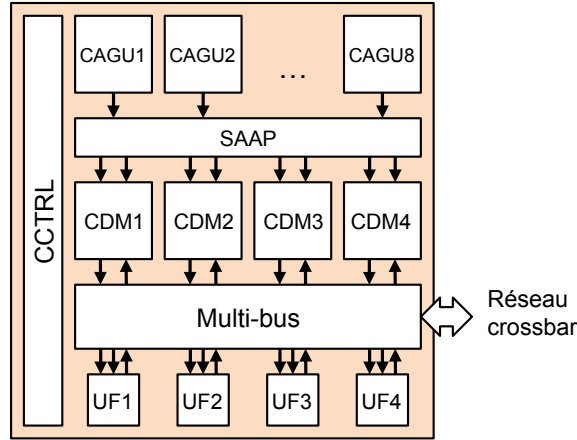 CCTRL
CAGU1
CAGU2
...
CAGU8
SAAP
CDM1
CDM2
CDM3
CDM4
Multi-bus
Réseau
crossbar
UF1
UF2
UF3
UF4